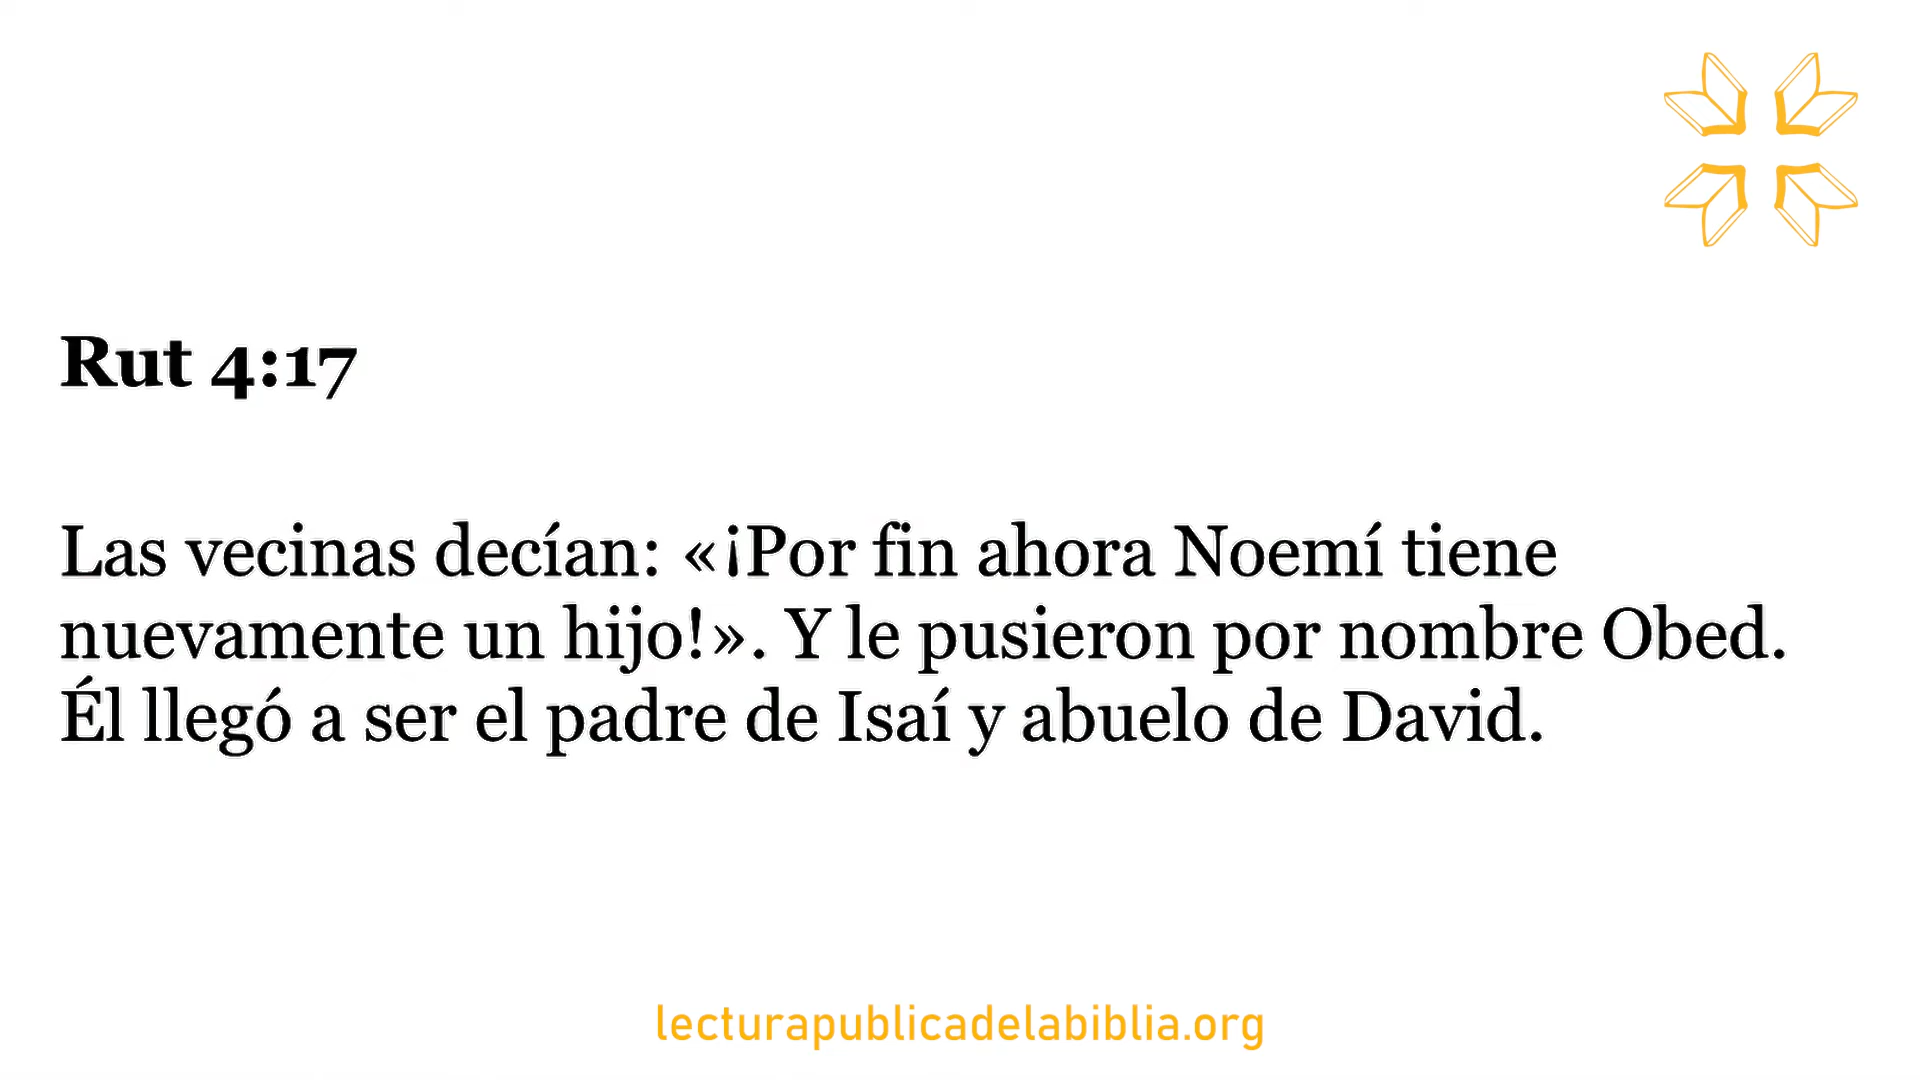 Rut 4:17
Las vecinas decían: «¡Por fin ahora Noemí tiene
nuevamente un hijo!». Y le pusieron por nombre Obed.
Él llegó a ser el padre de Isaí y abuelo de David.
lecturapublicadelabiblia.org